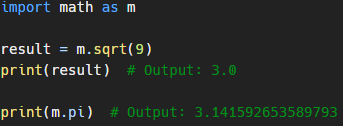 import math as m
result = m.sqrt(9)
print(result)  # Output: 3.0
print(m.pi)  # Output: 3.141592653589793